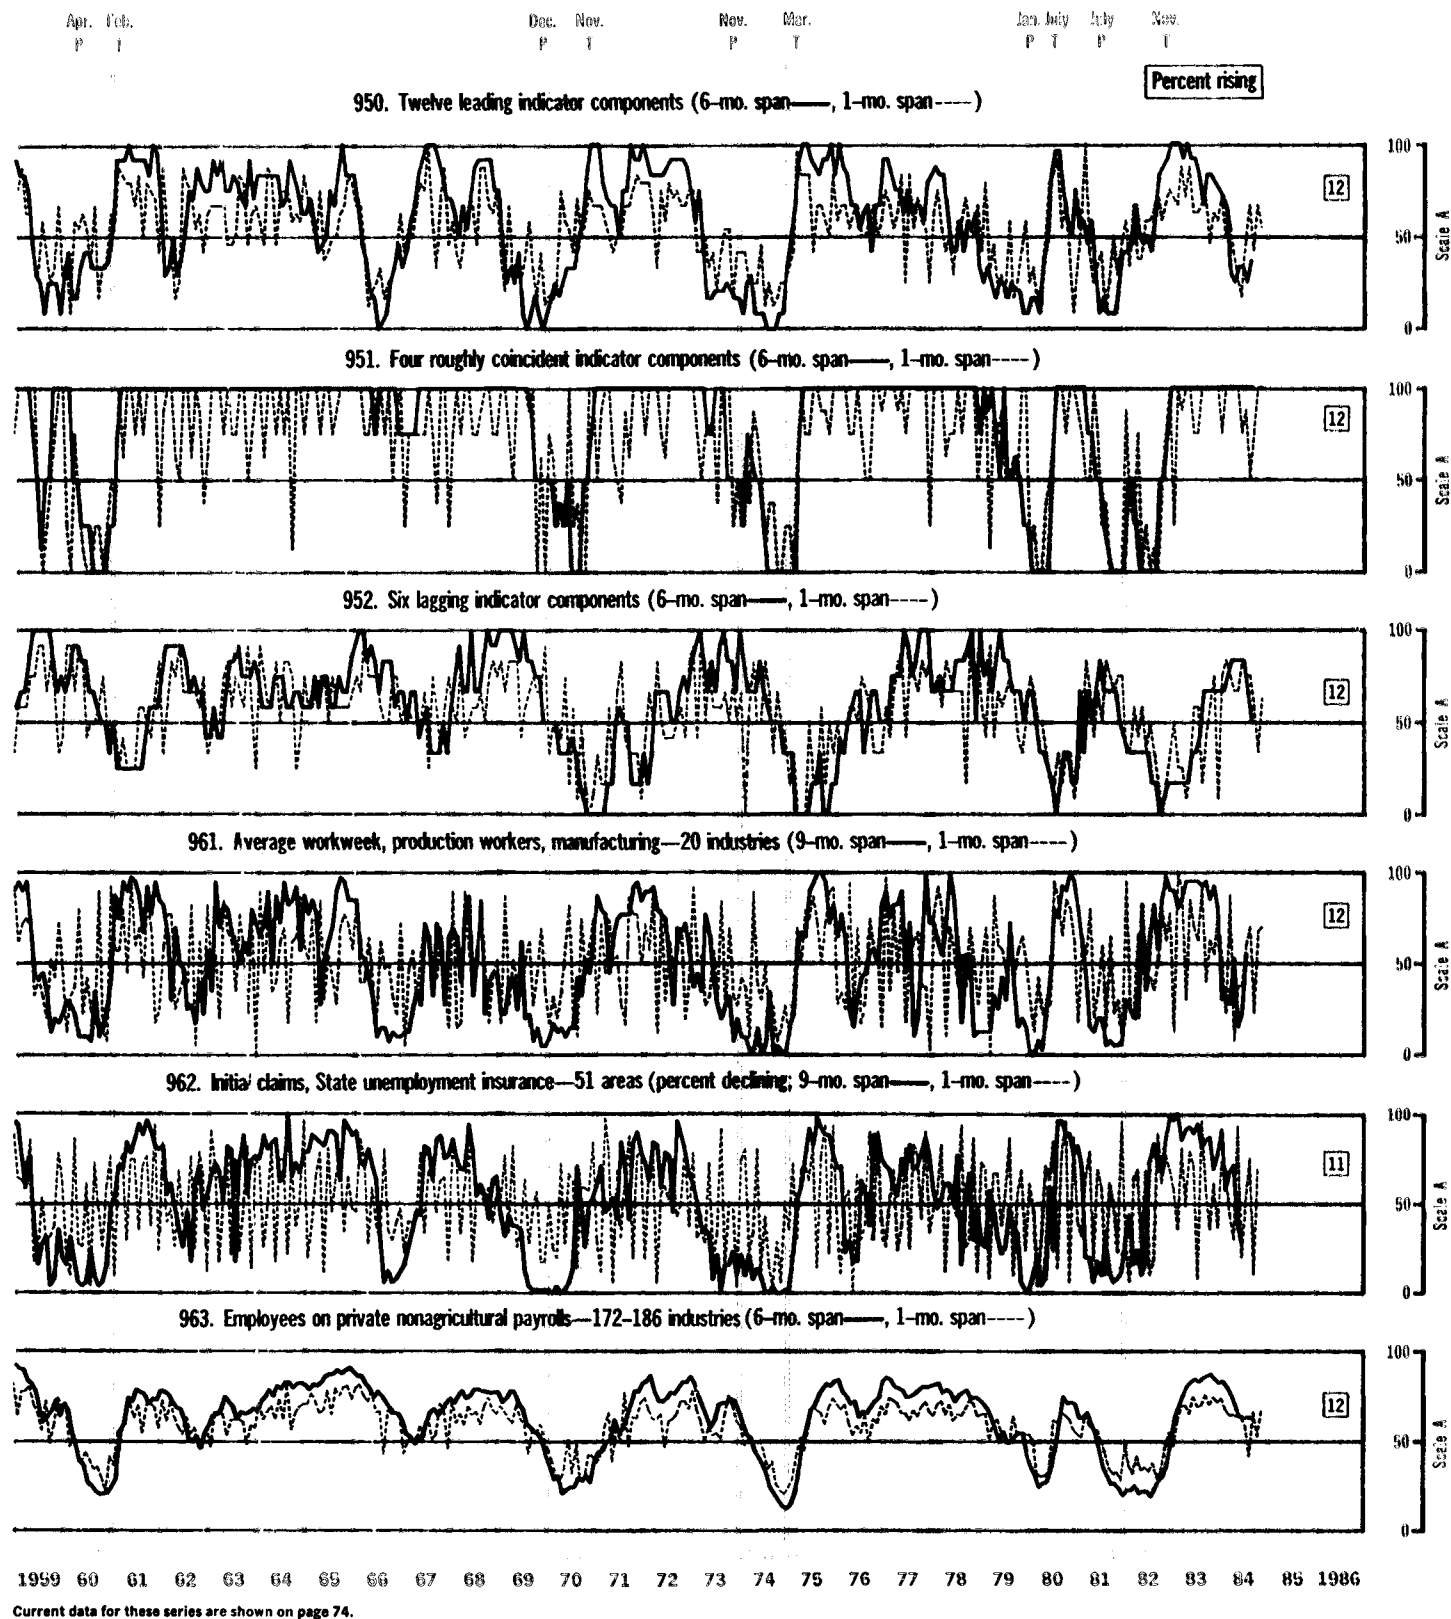 Apr. Feb. Dec. Nov. Nov. Mar. Jan. July July Nov.
P T P T P T P T P T
Percent rising
950. Twelve leading indicator components (6-mo. span——, 1-mo. span----)
100
12
50
Scale A
0
951. Four roughly coincident indicator components (6-mo. span——, 1-mo. span----)
100
12
50
Scale A
0
952. Six lagging indicator components (6-mo. span——, 1-mo. span----)
100
12
50
Scale A
0
961. Average workweek, production workers, manufacturing—20 industries (9-mo. span——, 1-mo. span----)
100
12
50
Scale A
0
962. Initial claims, State unemployment insurance—51 areas (percent declining; 9-mo. span——, 1-mo. span----)
100
11
50
Scale A
0
963. Employees on private nonagricultural payrolls—172-186 industries (6-mo. span——, 1-mo. span----)
100
12
50
Scale A
0
1959 60 61 62 63 64 65 66 67 68 69 70 71 72 73 74 75 76 77 78 79 80 81 82 83 84 85 1986
Current data for these series are shown on page 74.